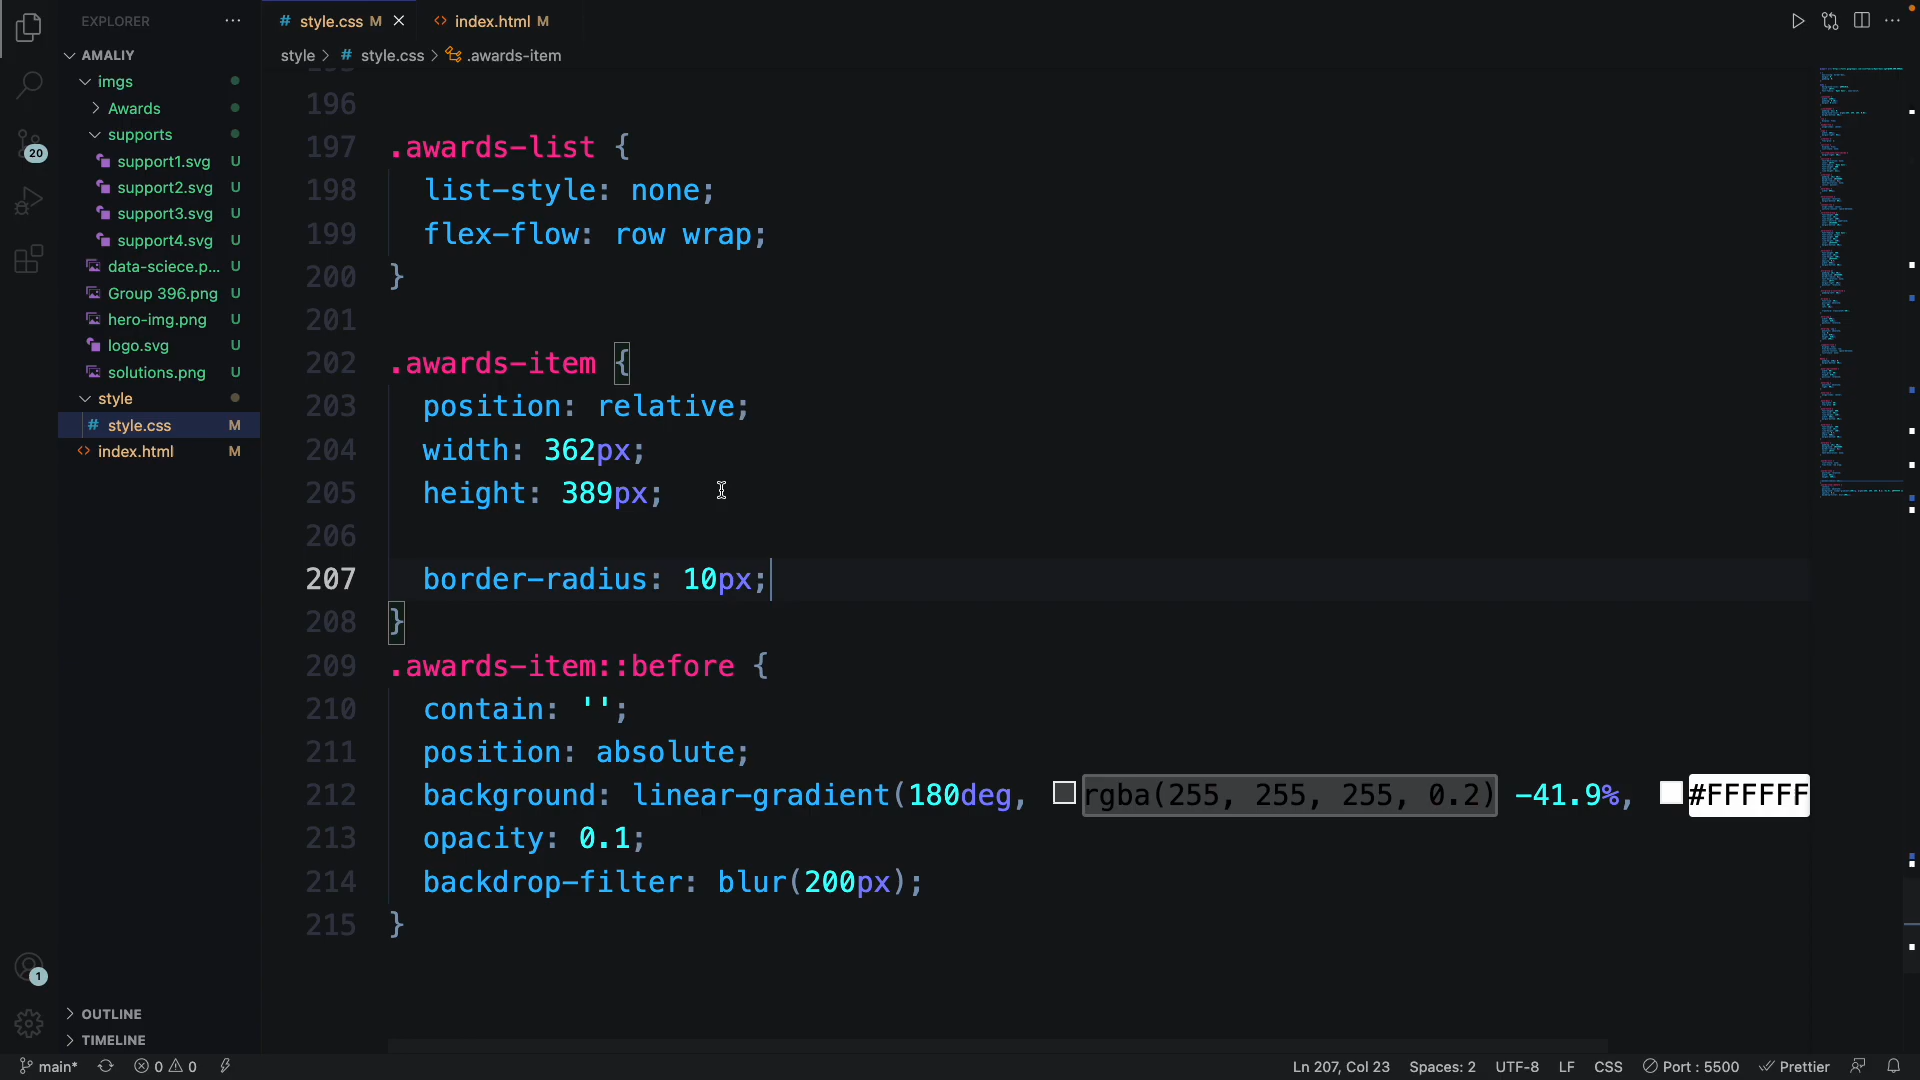 EXPLORER
style.css M
index.html M
AMALIY
style > # style.css > .awards-item
imgs
Awards
supports
support1.svg U
support2.svg U
support3.svg U
support4.svg U
data-sciece.p... U
Group 396.png U
hero-img.png U
logo.svg U
solutions.png U
style
# style.css M
index.html M
20
1
OUTLINE
TIMELINE
196
197 .awards-list {
198 list-style: none;
199 flex-flow: row wrap;
200 }
201
202 .awards-item {
203 position: relative;
204 width: 362px;
205 height: 389px;
206
207 border-radius: 10px;
208 }
209 .awards-item::before {
210 contain: '';
211 position: absolute;
212 background: linear-gradient(180deg, rgba(255, 255, 255, 0.2) -41.9%, #FFFFFF
213 opacity: 0.1;
214 backdrop-filter: blur(200px);
215 }
main* 0 0 Ln 207, Col 23 Spaces: 2 UTF-8 LF CSS Port : 5500 Prettier